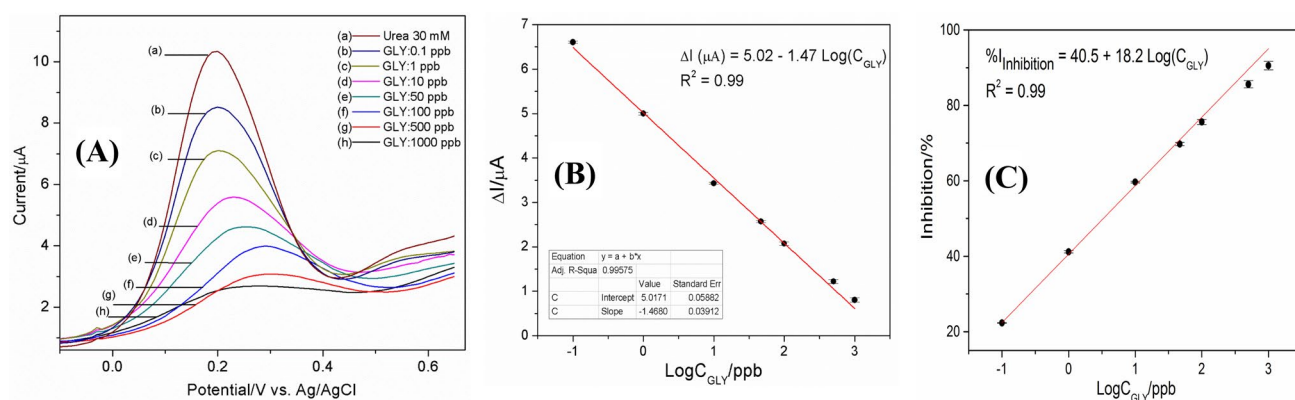 (a) Urea 30 mM
(b) GLY:0.1 ppb
(c) GLY:1 ppb
(d) GLY:10 ppb
(e) GLY:50 ppb
(f) GLY:100 ppb
(g) GLY:500 ppb
(h) GLY:1000 ppb
(a)
(b)
(c)
(d)
(e)
(f)
(g)
(h)
(A)
10
8
6
4
2
Current/µA
0.0 0.2 0.4 0.6
Potential/V vs. Ag/AgCl
ΔI (µA) = 5.02 - 1.47 Log(C_GLY)
R² = 0.99
(B)
7
6
5
4
3
2
1
0
ΔI/µA
Equation y = a + b*x
Adj. R-Squa 0.99575
Value Standard Err
C Intercept 5.0171 0.05882
C Slope -1.4680 0.03912
-1 0 1 2 3
LogC_GLY/ppb
%I_Inhibition = 40.5 + 18.2 Log(C_GLY)
R² = 0.99
(C)
100
80
60
40
20
Inhibition/%
-1 0 1 2 3
LogC_GLY/ppb